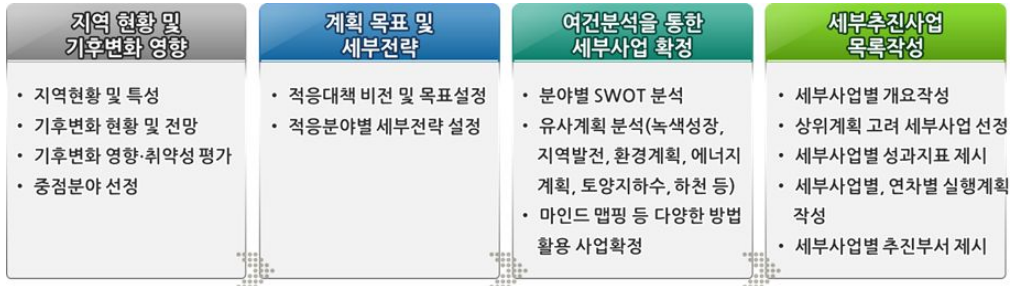 지역 현황 및
기후변화 영향
• 지역현황 및 특성
• 기후변화 현황 및 전망
• 기후변화 영향·취약성 평가
• 중점분야 선정
계획 목표 및
세부전략
• 적응대책 비전 및 목표설정
• 적응분야별 세부전략 설정
여건분석을 통한
세부사업 확정
• 분야별 SWOT 분석
• 유사계획 분석(녹색성장,
지역발전, 환경계획, 에너지
계획, 토양지하수, 하천 등)
• 마인드 맵핑 등 다양한 방법
활용 사업확정
세부추진사업
목록작성
• 세부사업별 개요작성
• 상위계획 고려 세부사업 선정
• 세부사업별 성과지표 제시
• 세부사업별, 연차별 실행계획
작성
• 세부사업별 추진부서 제시